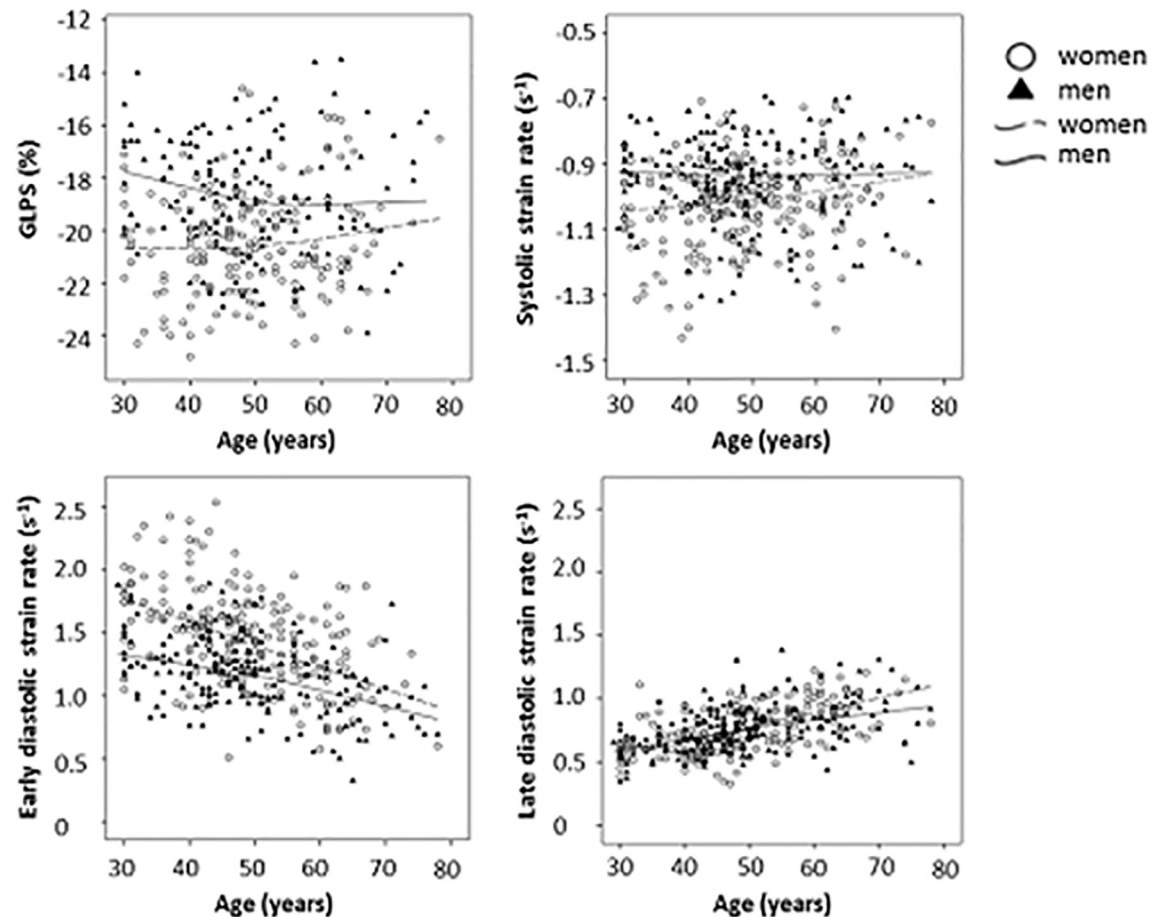 GLPS (%)
-12
-14
-16
-18
-20
-22
-24
30 40 50 60 70 80
Age (years)
Systolic strain rate (s⁻¹)
-0.5
-0.7
-0.9
-1.1
-1.3
-1.5
30 40 50 60 70 80
Age (years)
women
men
women
men
Early diastolic strain rate (s⁻¹)
2.5
2.0
1.5
1.0
0.5
0
30 40 50 60 70 80
Age (years)
Late diastolic strain rate (s⁻¹)
2.5
2.0
1.5
1.0
0.5
0
30 40 50 60 70 80
Age (years)